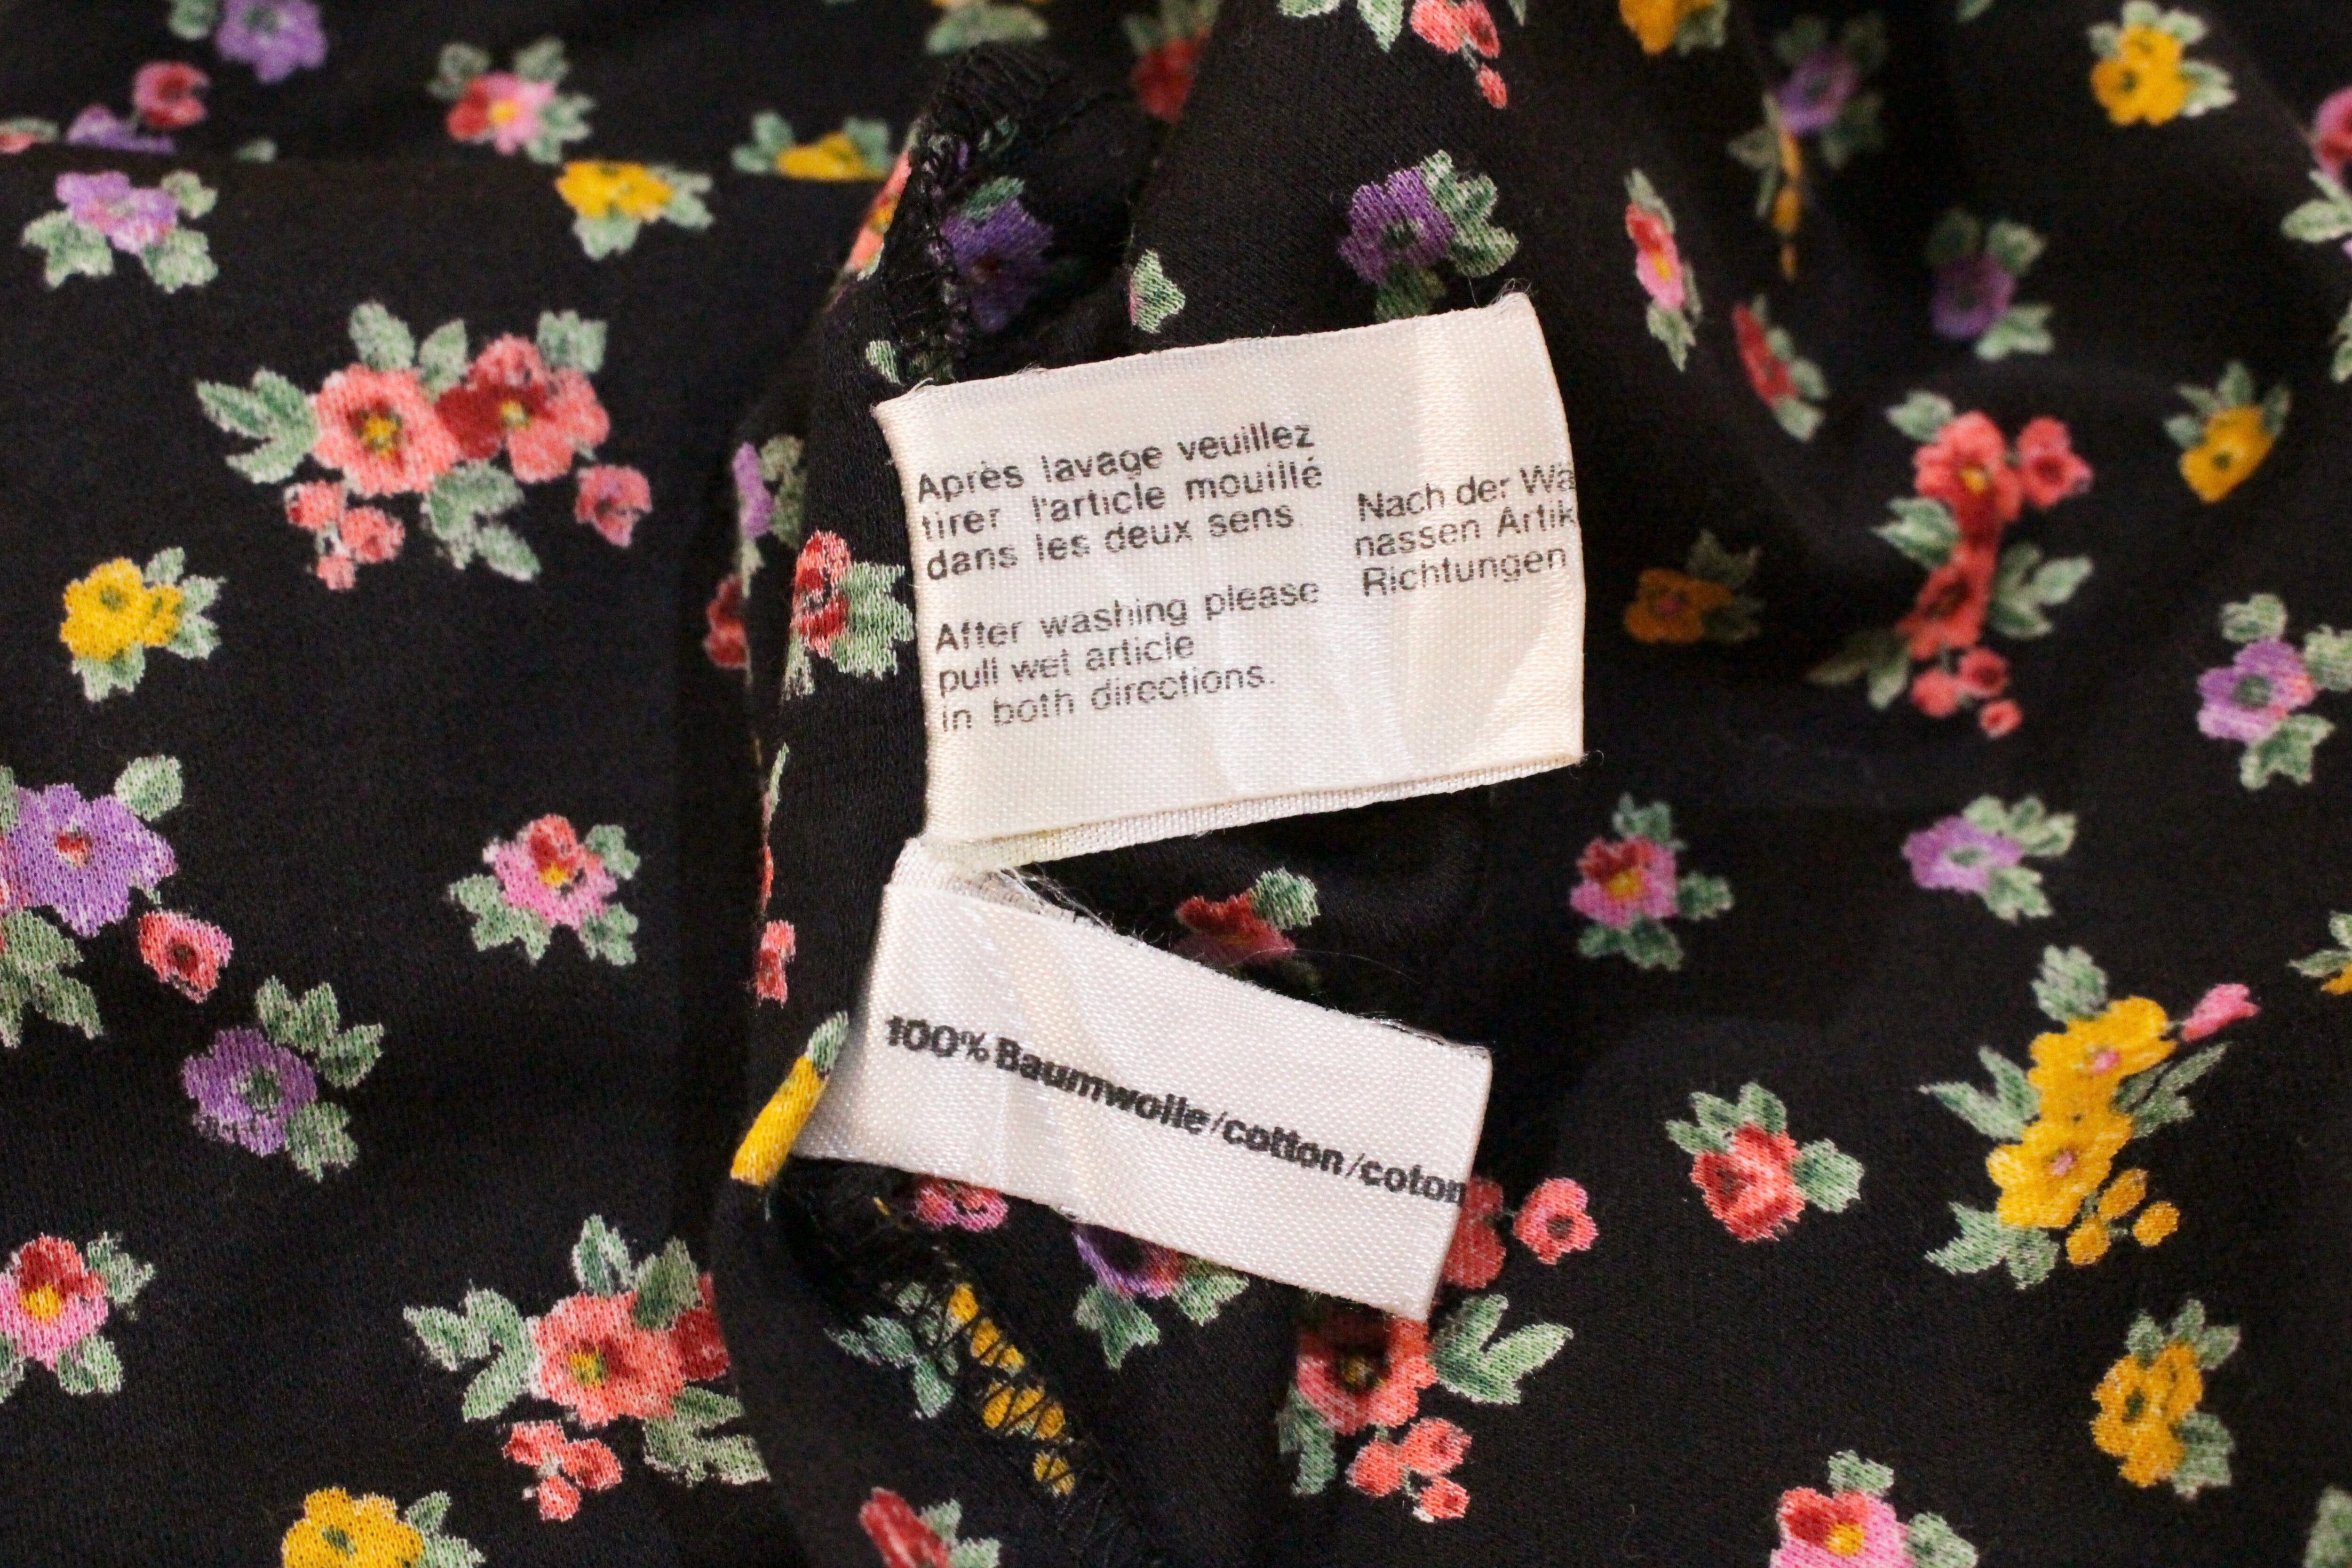 Après lavage veuillez
tirer l'article mouillé
dans les deux sens
After washing please
pull wet article
in both directions.
Nach der Wa
nassen Artik
Richtungen
100% Baumwolle/cotton/coton